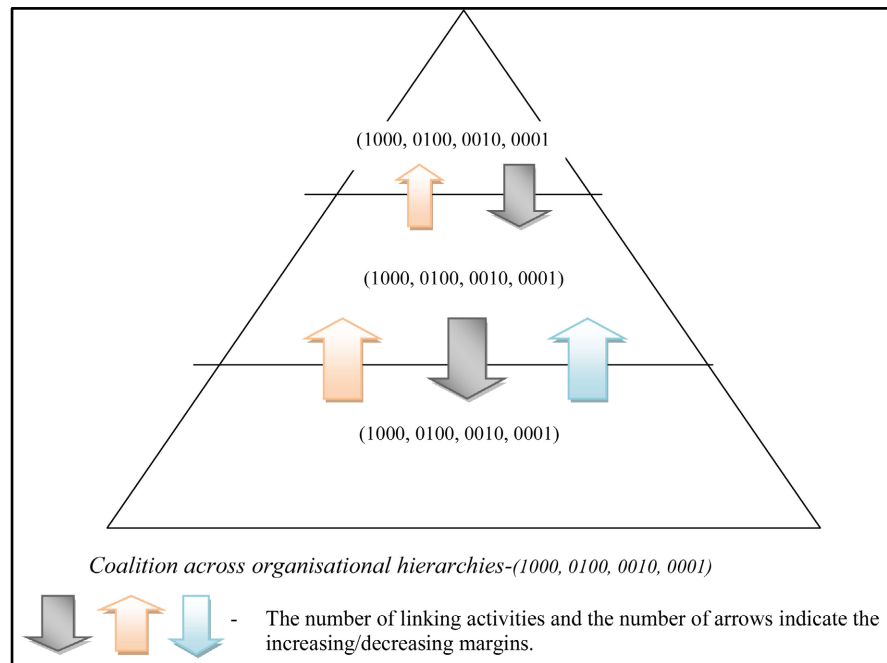 (1000, 0100, 0010, 0001
(1000, 0100, 0010, 0001)
(1000, 0100, 0010, 0001)
Coalition across organisational hierarchies-(1000, 0100, 0010, 0001)
- The number of linking activities and the number of arrows indicate the
increasing/decreasing margins.